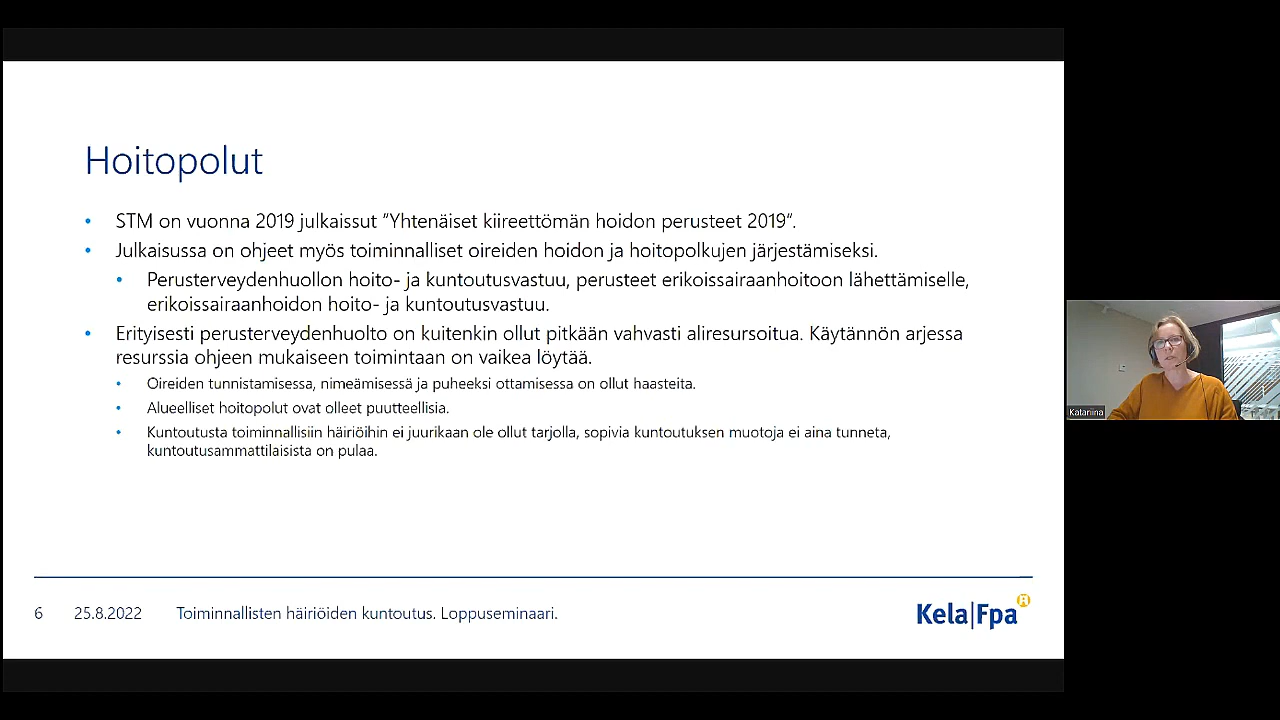 Hoitopolut
• STM on vuonna 2019 julkaissut ”Yhtenäiset kiireettömän hoidon perusteet 2019”.
• Julkaisussa on ohjeet myös toiminnalliset oireiden hoidon ja hoitopolkujen järjestämiseksi.
• Perusterveydenhuollon hoito- ja kuntoutusvastuu, perusteet erikoissairaanhoitoon lähettämiselle,
erikoissairaanhoidon hoito- ja kuntoutusvastuu.
• Erityisesti perusterveydenhuolto on kuitenkin ollut pitkään vahvasti aliresursoitua. Käytännön arjessa
resurssia ohjeen mukaiseen toimintaan on vaikea löytää.
• Oireiden tunnistamisessa, nimeämisessä ja puheeksi ottamisessa on ollut haasteita.
• Alueelliset hoitopolut ovat olleet puutteellisia.
• Kuntoutusta toiminnallisiin häiriöihin ei juurikaan ole ollut tarjolla, sopivia kuntoutuksen muotoja ei aina tunneta,
kuntoutusammattilaisista on pulaa.
6 25.8.2022 Toiminnallisten häiriöiden kuntoutus. Loppuseminaari.
Kela|Fpa
Katariina